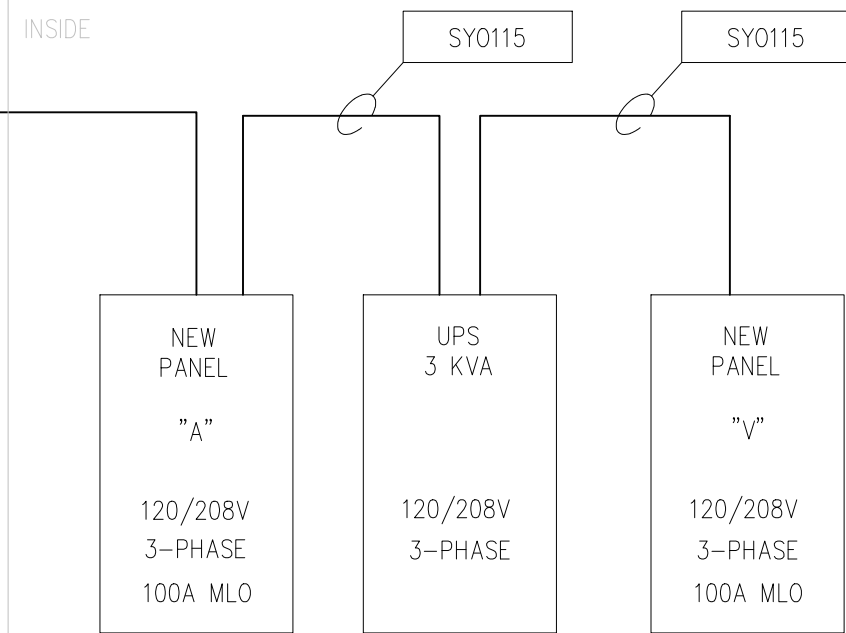 INSIDE
SY0115
SY0115
NEW
PANEL
"A"
120/208V
3-PHASE
100A MLO
UPS
3 KVA
120/208V
3-PHASE
NEW
PANEL
"V"
120/208V
3-PHASE
100A MLO